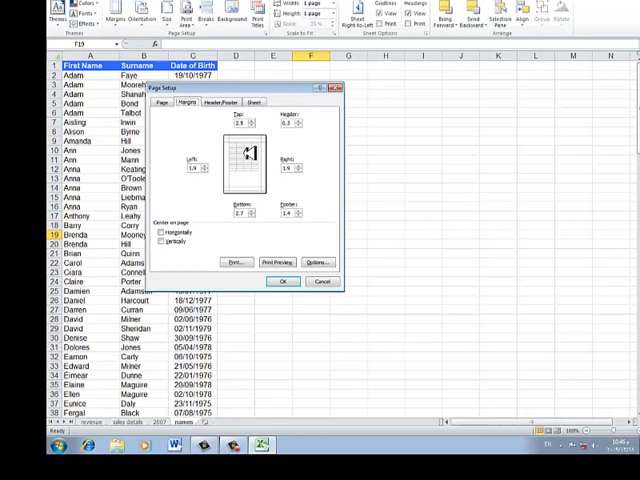 Themes Colors Fonts Effects Margins Orientation Size Print Area Breaks Background Print Titles Width: 1 page Height: 1 page Scale to Fit Sheet Right-to-Left Gridlines View Print Headings View Print Sheet Options Bring Forward Send Backward Selection Pane Align Group Rotate
F19 fx
A B C D E F G H I J K L M N
1 First Name Surname Date of Birth
2 Adam Faye 19/10/1977
3 Adam
4 Adam
5 Adam Bond
6 Adam Talbot
7 Aisling Irwin
8 Alison Byrne
9 Amanda Hill
10 Ann Jones
11 Ann Mann
12 Anna Keating
13 Anna O'Toole
14 Anna Brown
15 Anna
16 Anna Ryan
17 Anthony Leahy
18 Barry Corry
19 Brenda Mooney
20 Brenda Hill
21 Brian Quinn
22 Carol Adams
23 Ciara
24 Claire Porter
25 Damien Adamson
26 Daniel Harcourt 18/12/1977
27 Darren Curran 09/06/1977
28 David Milner 02/06/1976
29 David Sheridan 02/11/1979
30 Denise Shaw 30/09/1976
31 Dolores Jones 05/04/1975
32 Eamon Carty 06/10/1975
33 Edward Milner 21/05/1976
34 Eimear Dunne 22/01/1976
35 Elaine Maguire 20/09/1978
36 Ellen Maguire
37 Eunice Daly 23/11/1975
38 Fergal Black 07/08/1975
Page Setup
Page Margins Header/Footer Sheet
Top: Header:
2.5 0.3
Left: Right:
1.9 1.9
Bottom: Footer:
2.7 1.4
Center on page
Horizontally
Vertically
Print... Print Preview Options...
OK Cancel
revenue sales details 2007 names
Ready 100%
EN 10:46